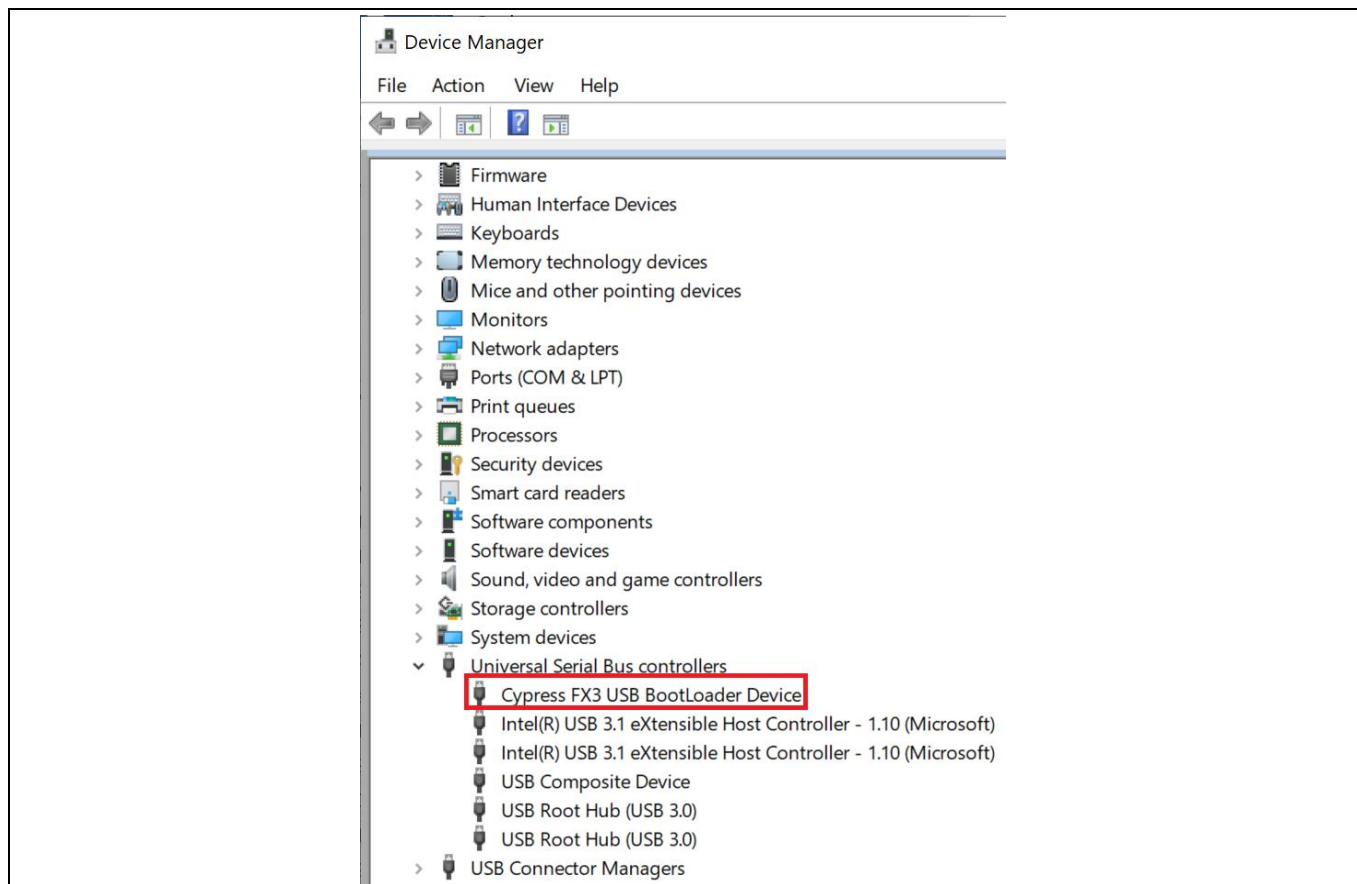 Device Manager
File Action View Help
Firmware
Human Interface Devices
Keyboards
Memory technology devices
Mice and other pointing devices
Monitors
Network adapters
Ports (COM & LPT)
Print queues
Processors
Security devices
Smart card readers
Software components
Software devices
Sound, video and game controllers
Storage controllers
System devices
Universal Serial Bus controllers
Cypress FX3 USB BootLoader Device
Intel(R) USB 3.1 eXtensible Host Controller - 1.10 (Microsoft)
Intel(R) USB 3.1 eXtensible Host Controller - 1.10 (Microsoft)
USB Composite Device
USB Root Hub (USB 3.0)
USB Root Hub (USB 3.0)
USB Connector Managers